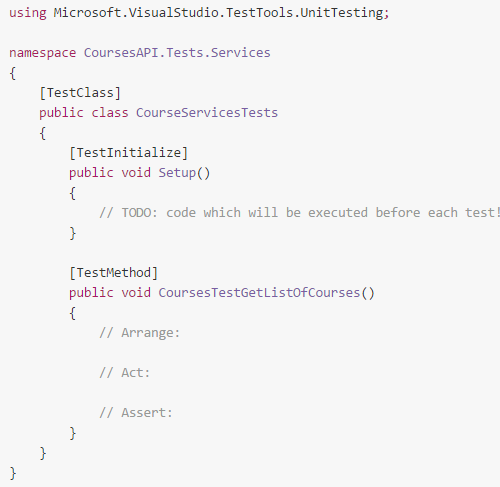 using Microsoft.VisualStudio.TestTools.UnitTesting;

namespace CoursesAPI.Tests.Services
{
    [TestClass]
    public class CourseServicesTests
    {
        [TestInitialize]
        public void Setup()
        {
            // TODO: code which will be executed before each test!
        }

        [TestMethod]
        public void CoursesTestGetListOfCourses()
        {
            // Arrange:

            // Act:

            // Assert:
        }
    }
}